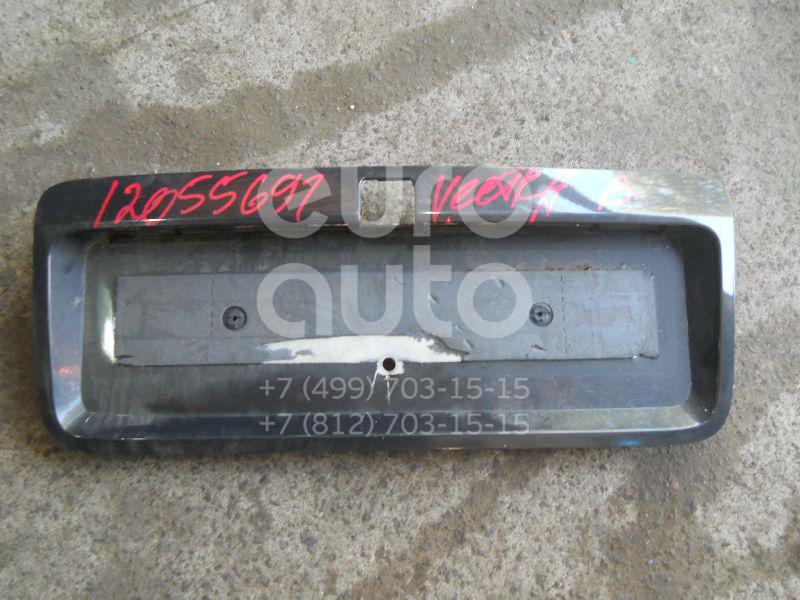 12055697 Vectra A
euro
auto
+7 (499) 703-15-15
+7 (812) 703-15-15